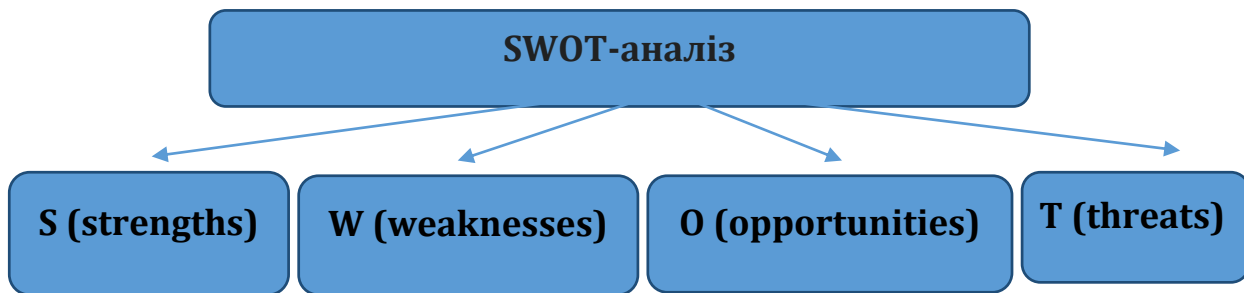 SWOT-аналіз
S (strengths)
W (weaknesses)
O (opportunities)
T (threats)